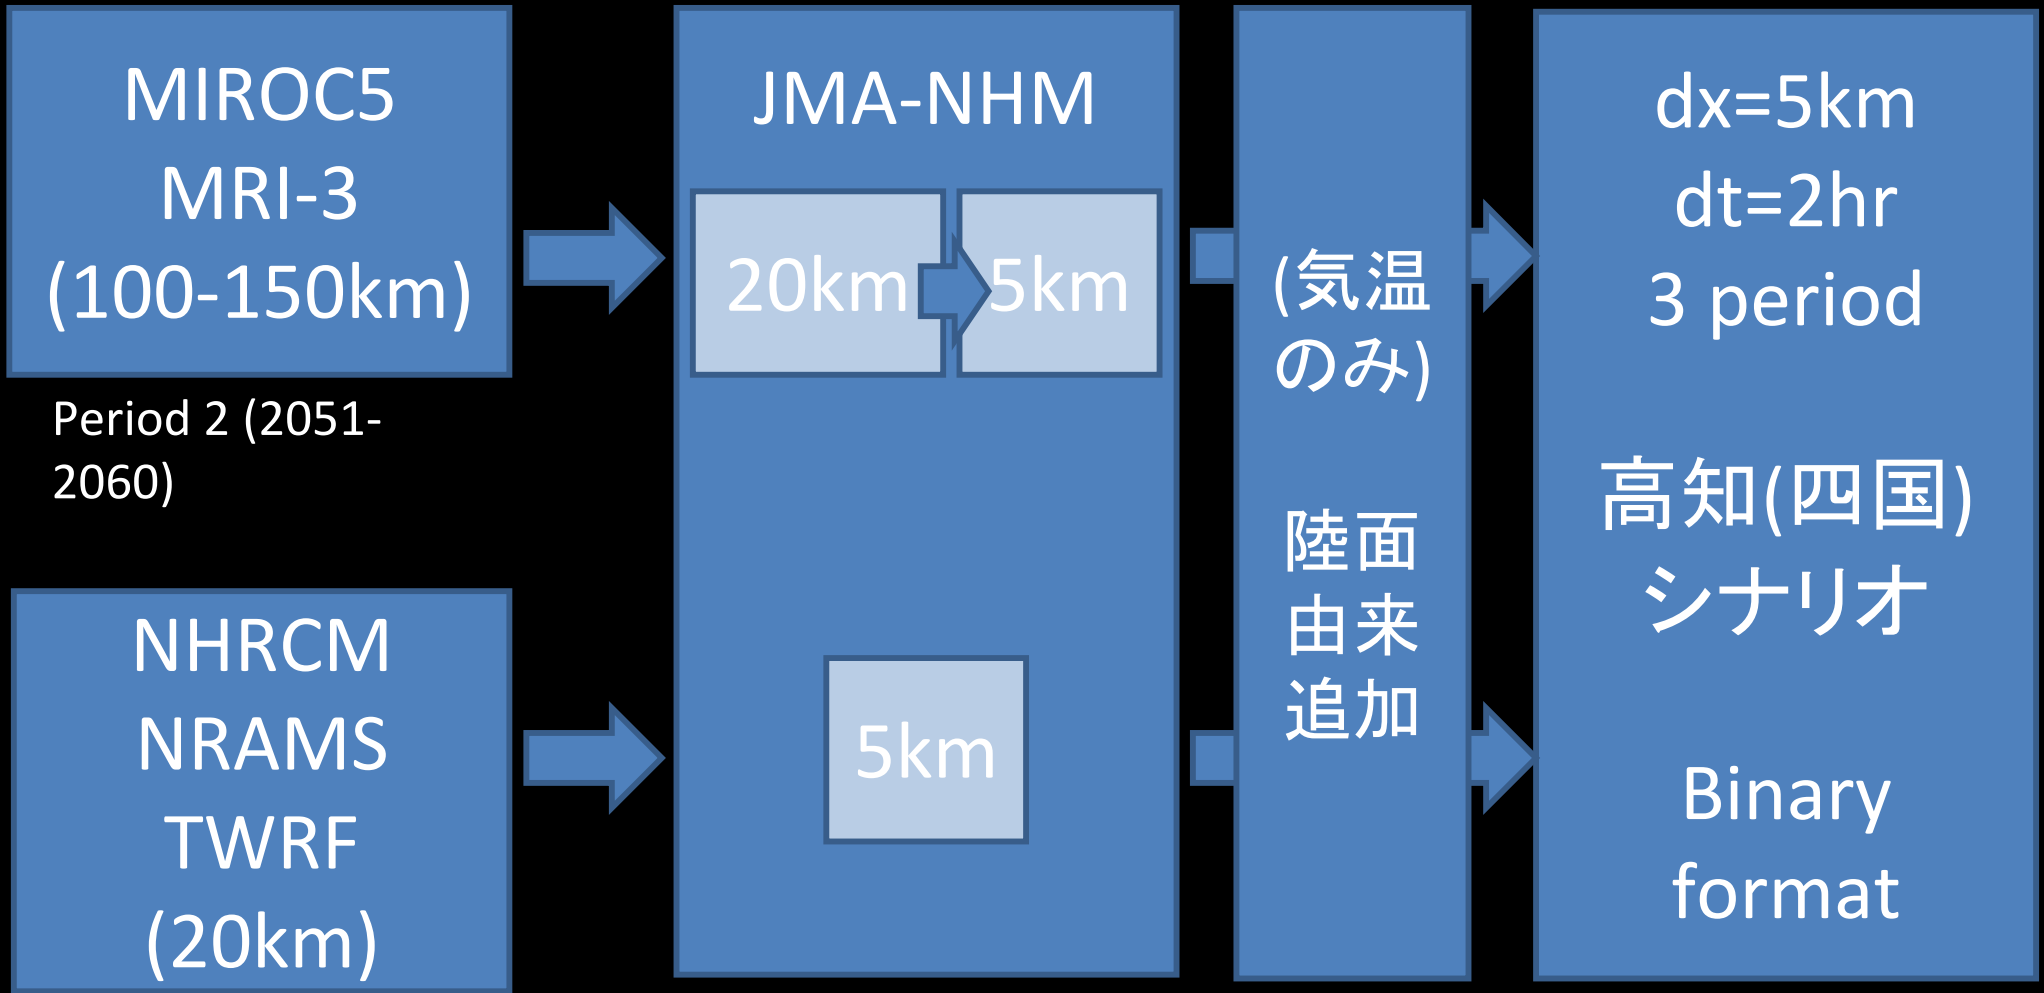 MIROC5
MRI-3
(100-150km)
Period 2 (2051-
2060)
NHRCM
NRAMS
TWRF
(20km)
JMA-NHM
20km
5km
5km
(気温
のみ)
陸面
由来
追加
dx=5km
dt=2hr
3 period
高知(四国)
シナリオ
Binary
format